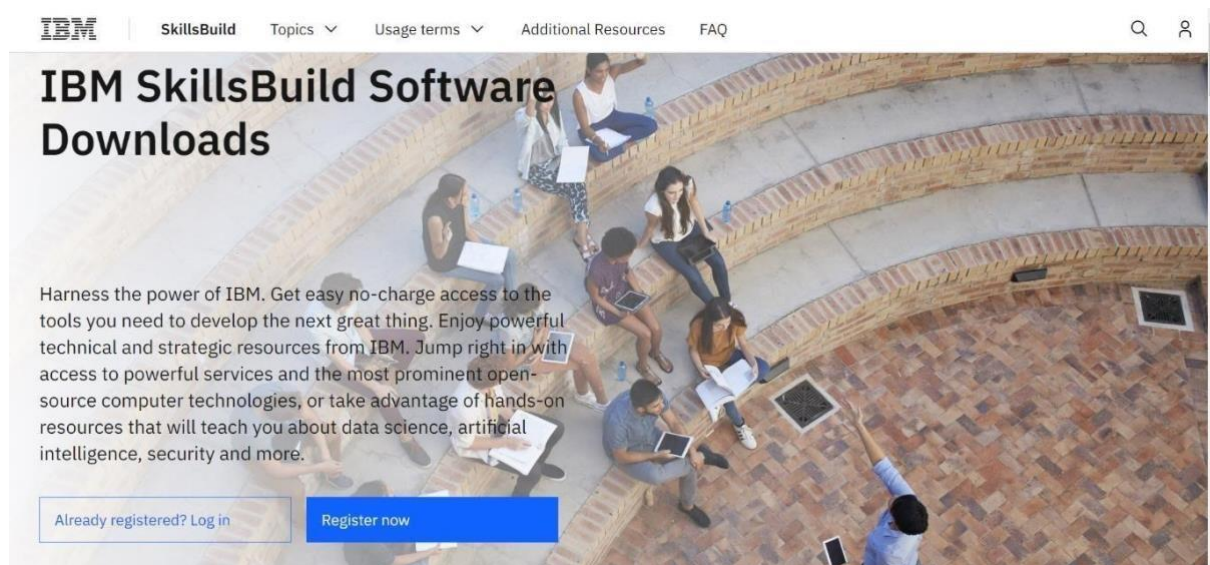 IBM
SkillsBuild
Topics
Usage terms
Additional Resources
FAQ
IBM SkillsBuild Software
Downloads
Harness the power of IBM. Get easy no-charge access to the
tools you need to develop the next great thing. Enjoy powerful
technical and strategic resources from IBM. Jump right in with
access to powerful services and the most prominent open-
source computer technologies, or take advantage of hands-on
resources that will teach you about data science, artificial
intelligence, security and more.
Already registered? Log in
Register now